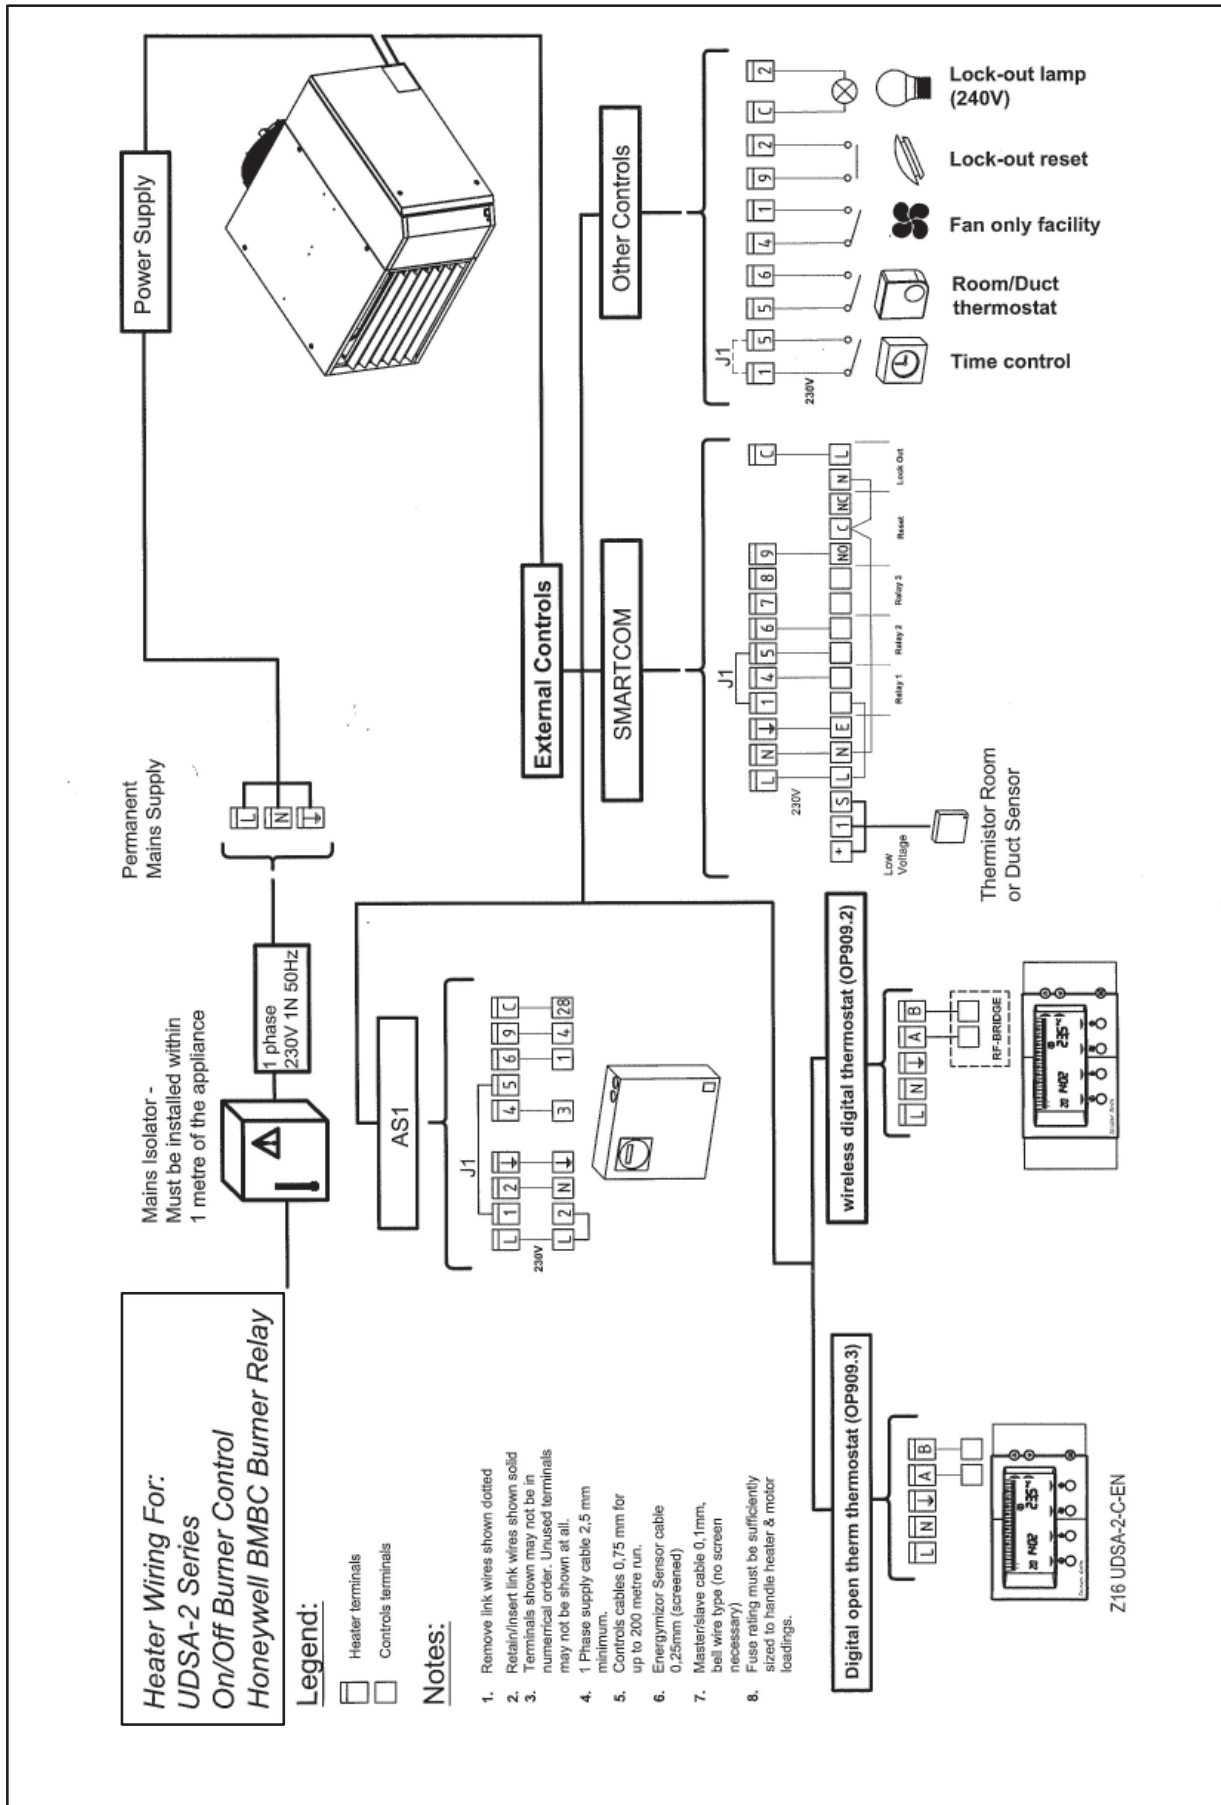 Heater Wiring For:
UDSA-2 Series
On/Off Burner Control
Honeywell BMBC Burner Relay
Legend:
Heater terminals
Controls terminals
Notes:
1. Remove link wires shown dotted
2. Retain/Insert link wires shown solid
3. Terminals shown may not be in
numerical order. Unused terminals
may not be shown at all.
4. 1 Phase supply cable 2,5 mm
minimum.
5. Controls cables 0,75 mm for
up to 200 metre run.
6. Energymizor Sensor cable
0,25mm (screened)
7. Master/slave cable 0,1mm,
bell wire type (no screen
necessary)
8. Fuse rating must be sufficiently
sized to handle heater & motor
loadings.
Mains Isolator -
Must be installed within
1 metre of the appliance
1 phase
230V 1N 50Hz
Permanent
Mains Supply
L
N
Power Supply
External Controls
AS1
J1
L 1 2 4 5 6 9 C
230V
L 2 N 3 1 4 28
SMARTCOM
J1
L N 1 4 5 6 7 8 9 C
230V
+ 1 S L N E NO C NC N L
Low
Voltage
Relay 1 Relay 2 Relay 3 Reset Lock Out
Thermistor Room
or Duct Sensor
Other Controls
J1
1 5 5 6 4 1 9 2 C 2
230V
Time control
Room/Duct
thermostat
Fan only facility
Lock-out reset
Lock-out lamp
(240V)
Digital open therm thermostat (OP909.3)
L N A B
20 1402 23.5
wireless digital thermostat (OP909.2)
L N A B
RF-BRIDGE
20 1402 23.5
Z16 UDSA-2-C-EN